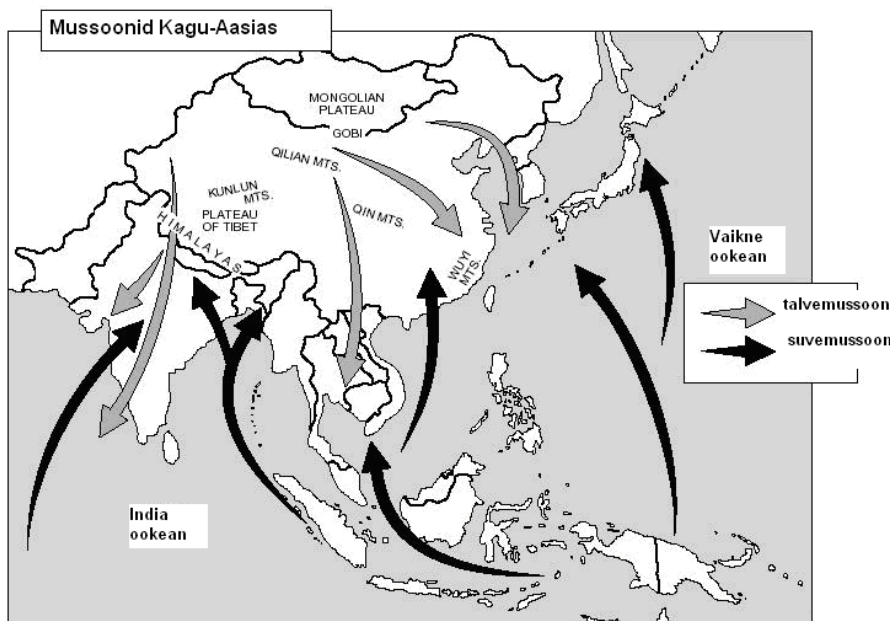 Mussoonid Kagu-Aasias
MONGOLIAN
PLATEAU
GOBI
QILIAN MTS.
KUNLUN
MTS.
PLATEAU
OF TIBET
QIN MTS.
HIMALAYAS
WUYI
MTS.
Vaikne
ookean
talvemussoon
suvemussoon
India
ookean